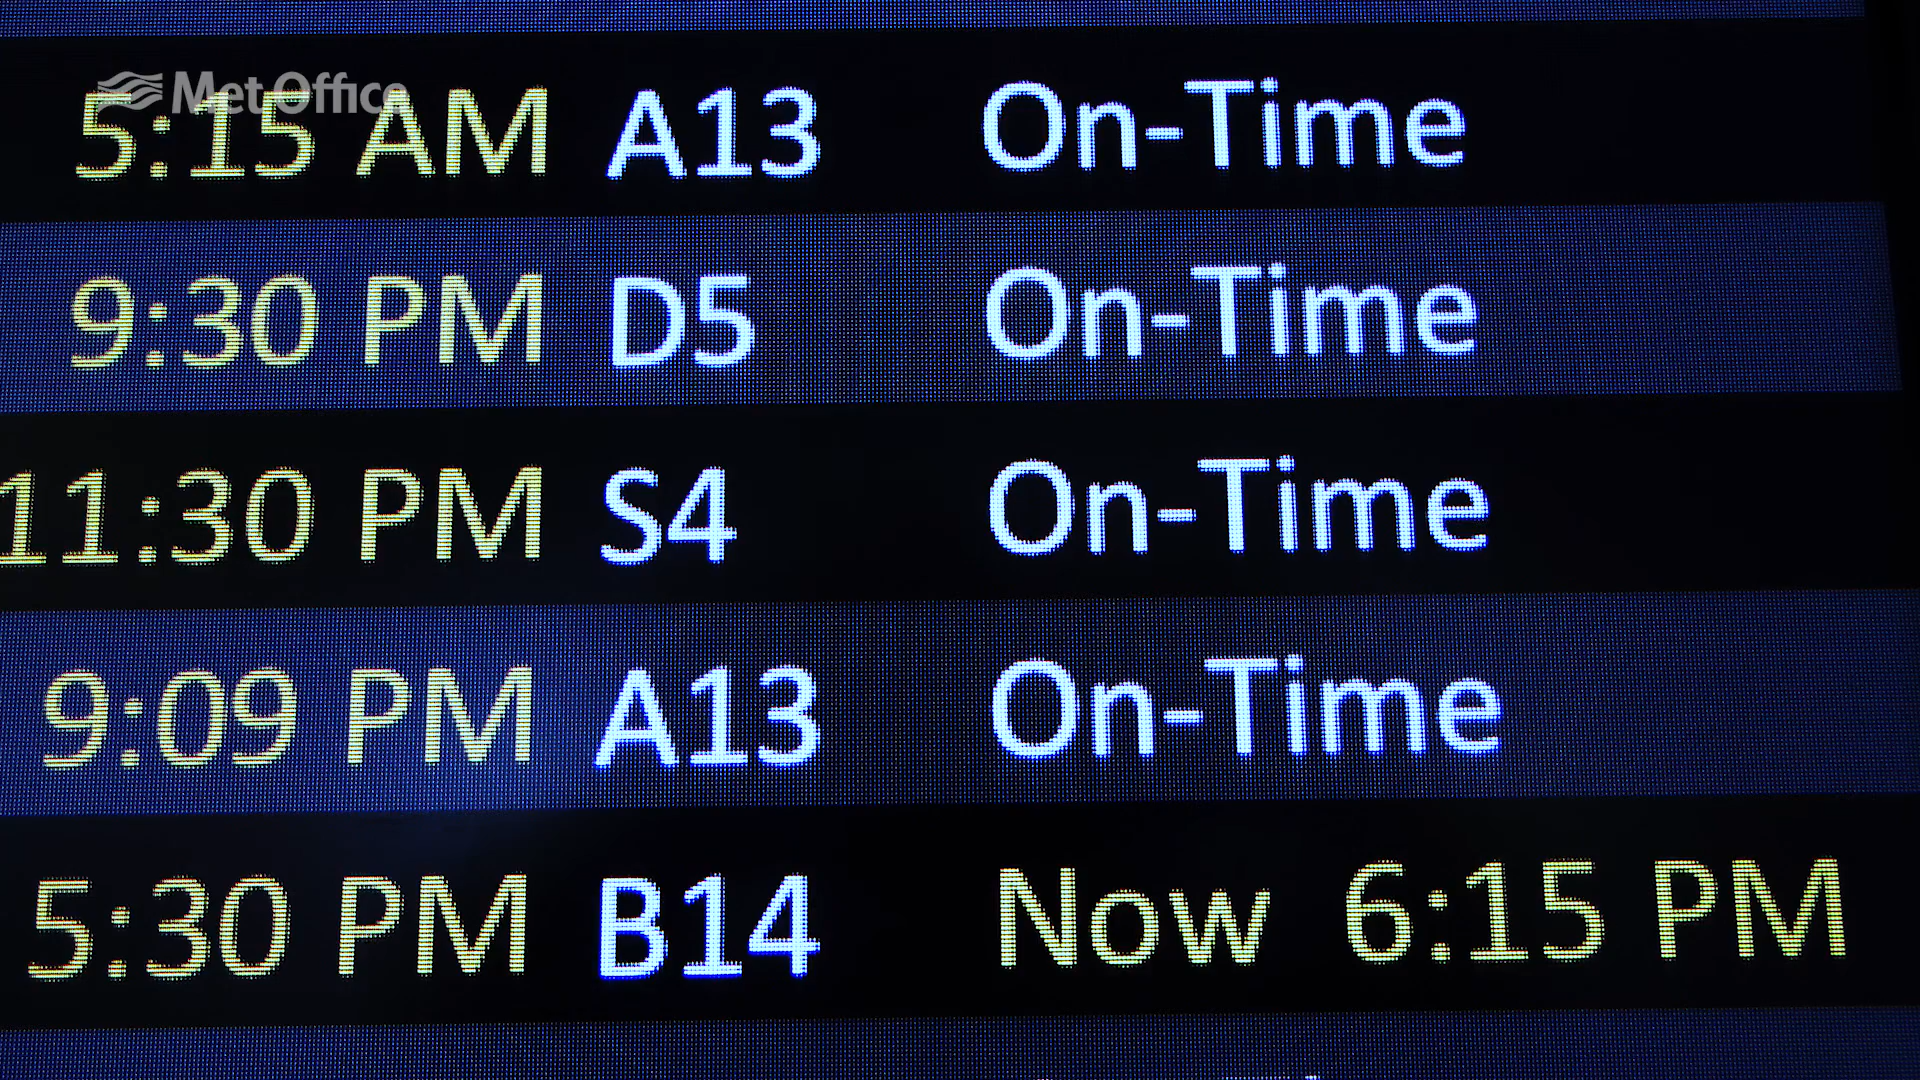 Met Office
5:15 AM A13 On-Time
9:30 PM D5 On-Time
11:30 PM S4 On-Time
9:09 PM A13 On-Time
5:30 PM B14 Now 6:15 PM